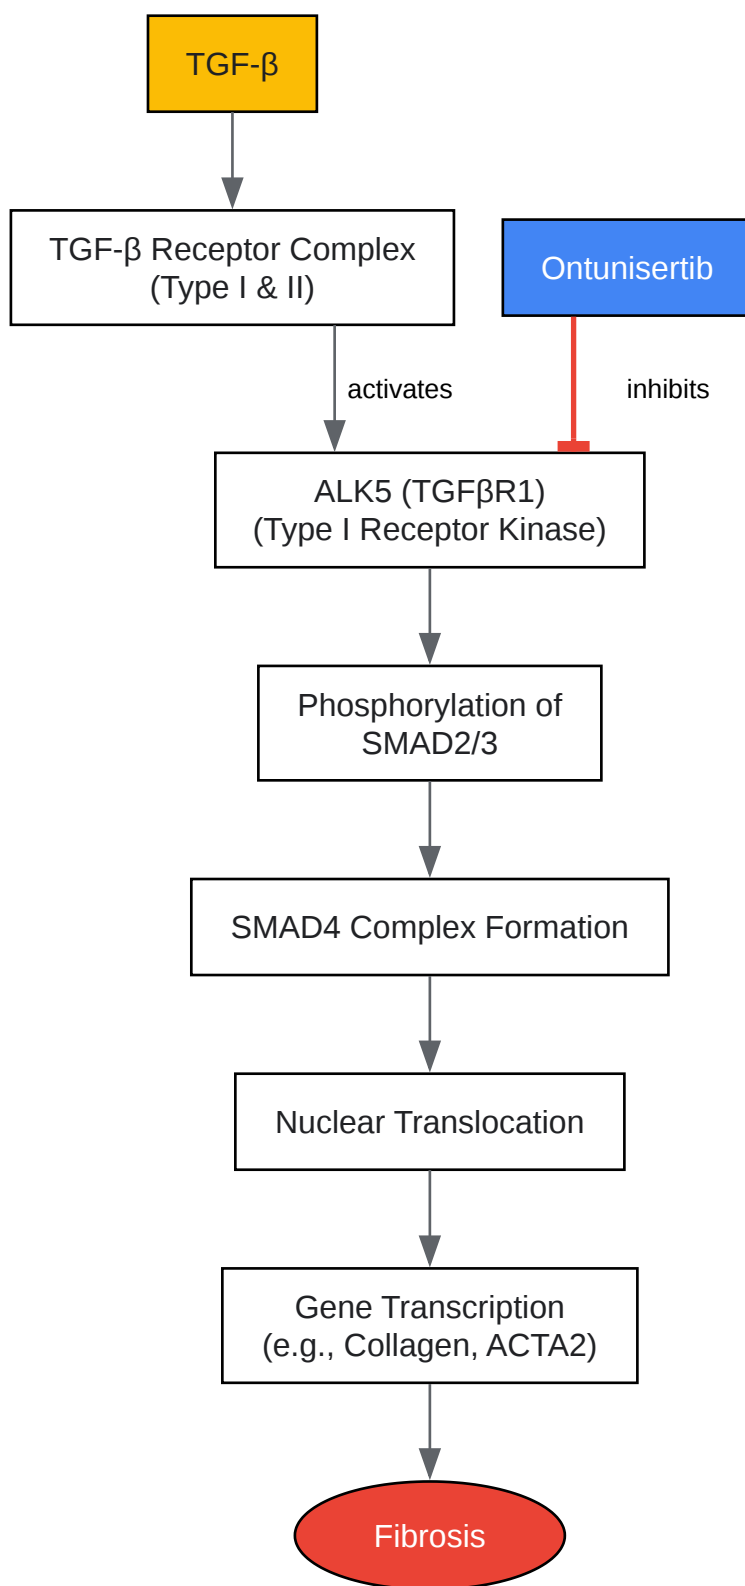 TGF-β
TGF-β Receptor Complex
(Type I & II)
Ontunisertib
activates
inhibits
ALK5 (TGFβR1)
(Type I Receptor Kinase)
Phosphorylation of
SMAD2/3
SMAD4 Complex Formation
Nuclear Translocation
Gene Transcription
(e.g., Collagen, ACTA2)
Fibrosis